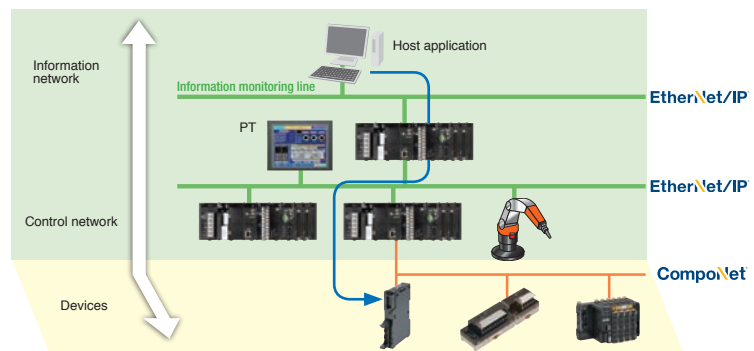 Host application
Information
network
Information monitoring line
EtherNet/IP
PT
EtherNet/IP
Control network
CompoNet
Devices